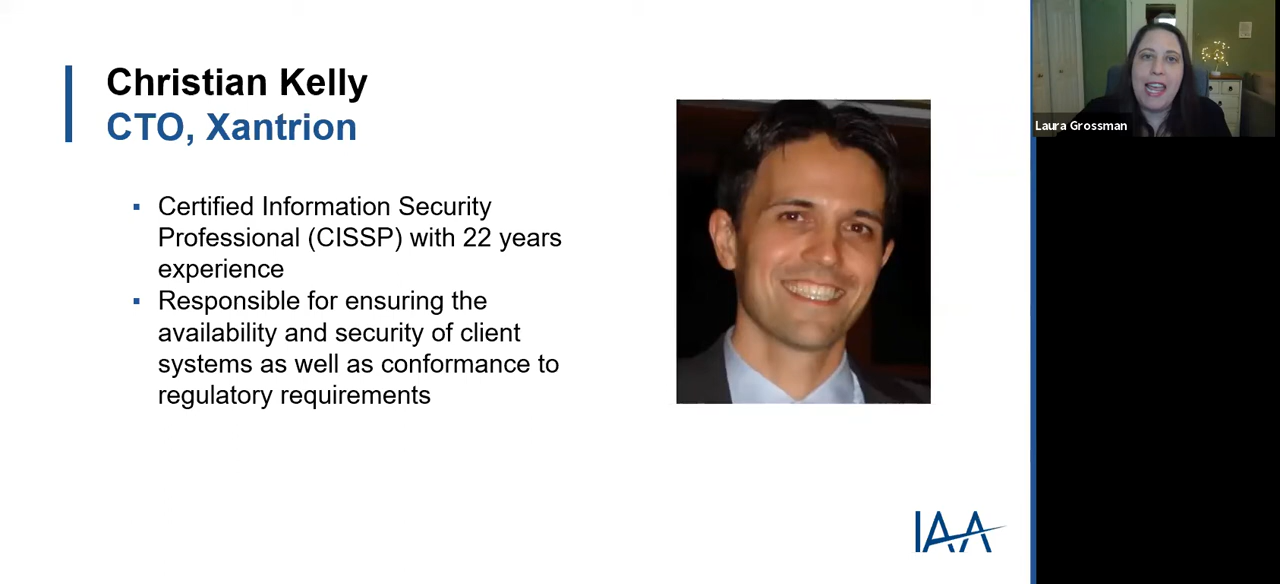 Christian Kelly
CTO, Xantrion
▪ Certified Information Security
Professional (CISSP) with 22 years
experience
▪ Responsible for ensuring the
availability and security of client
systems as well as conformance to
regulatory requirements
IAA
Laura Grossman